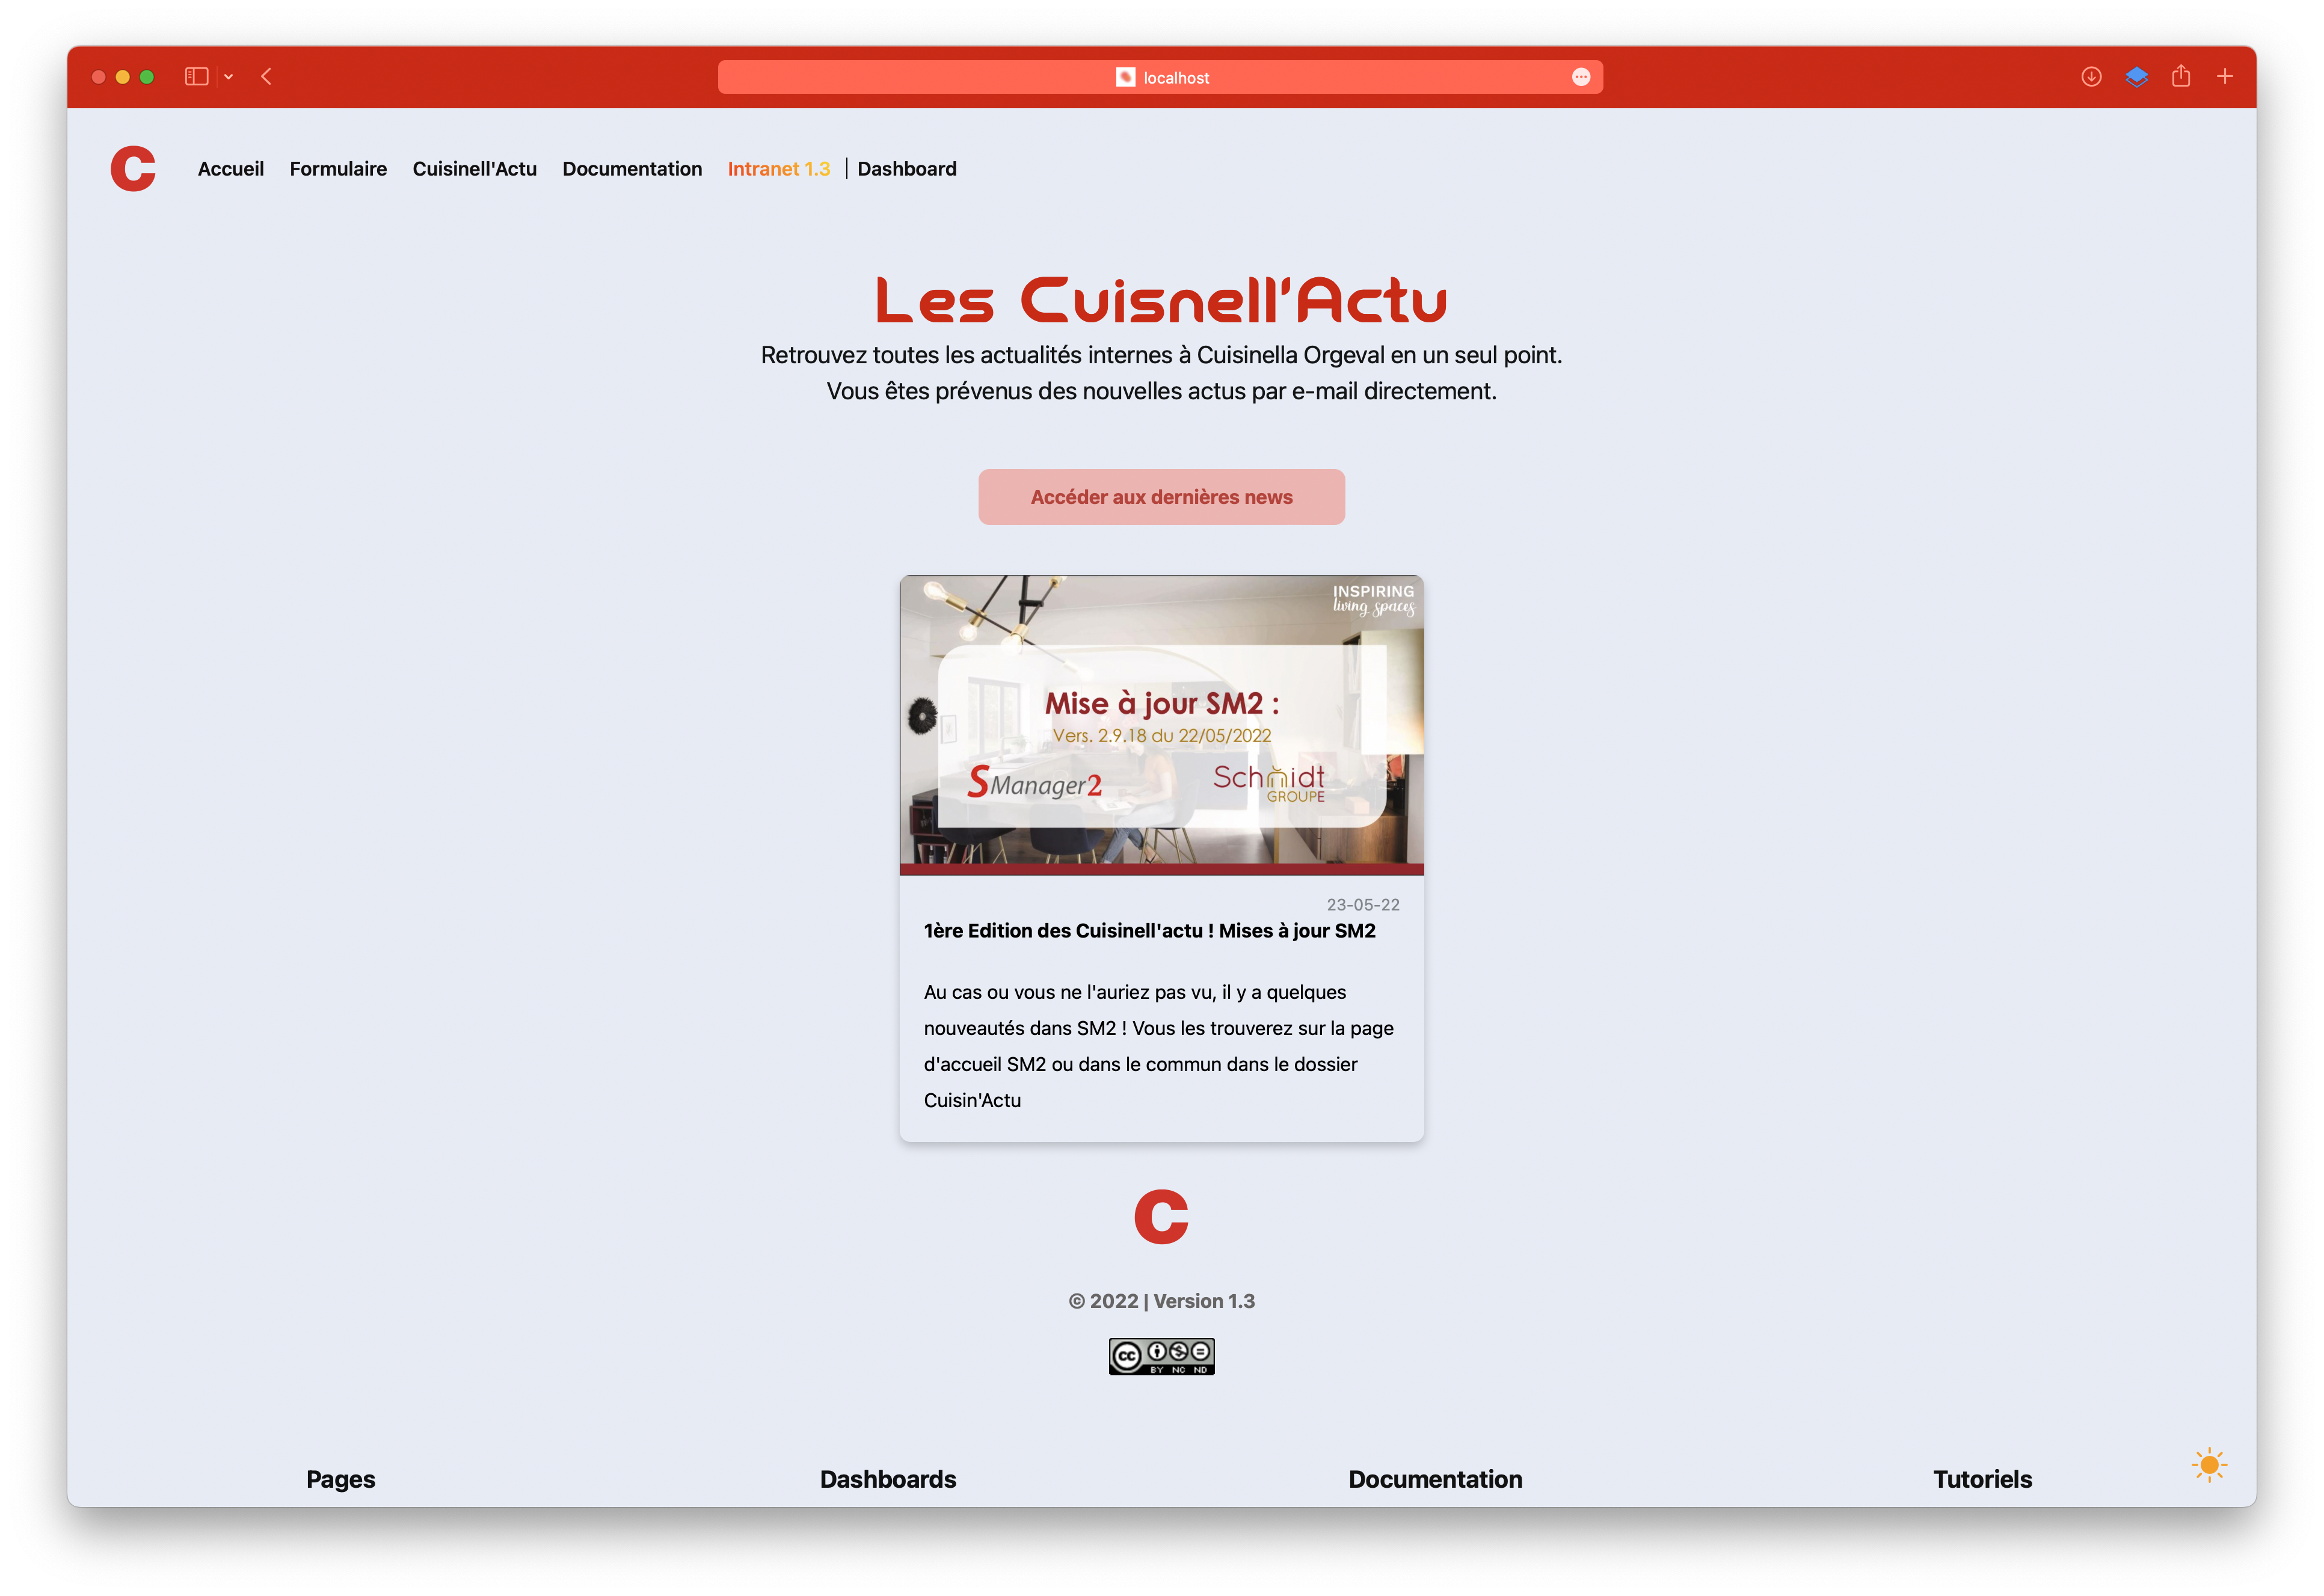 localhost
C
Accueil Formulaire Cuisinell'Actu Documentation Intranet 1.3 | Dashboard
Les Cuisnell'Actu
Retrouvez toutes les actualités internes à Cuisinella Orgeval en un seul point.
Vous êtes prévenus des nouvelles actus par e-mail directement.
Accéder aux dernières news
INSPIRING
living spaces
Mise à jour SM2 :
Vers. 2.9.18 du 22/05/2022
SManager2
Schmidt
GROUPE
23-05-22
1ère Edition des Cuisinell'actu ! Mises à jour SM2
Au cas ou vous ne l'auriez pas vu, il y a quelques
nouveautés dans SM2 ! Vous les trouverez sur la page
d'accueil SM2 ou dans le commun dans le dossier
Cuisin'Actu
C
© 2022 | Version 1.3
cc
BY NC ND
Pages Dashboards Documentation Tutoriels